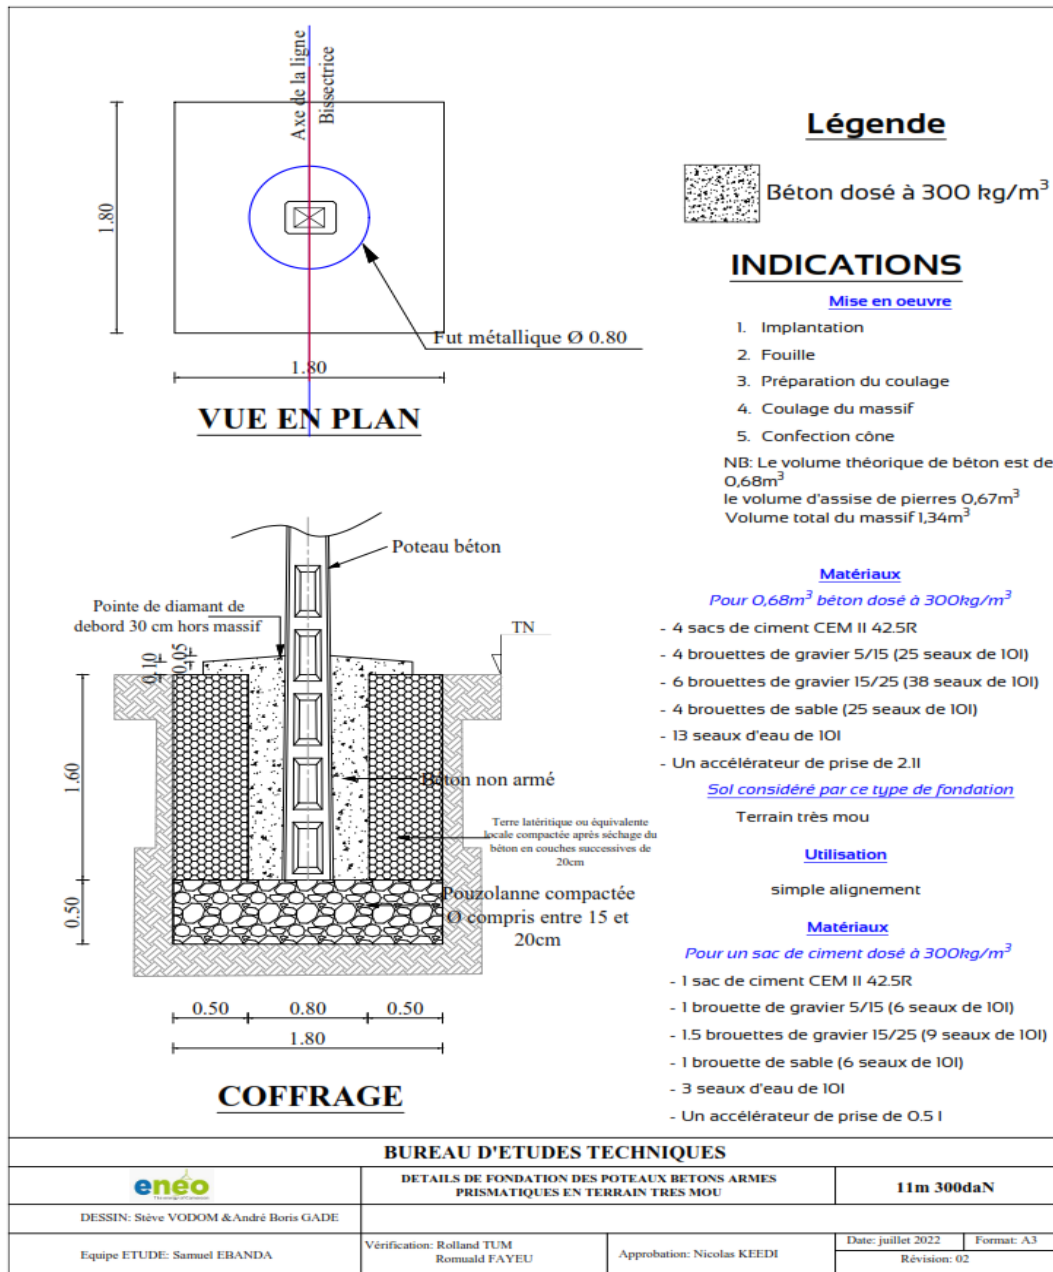 Axe de la ligne
Bissectrice
1.80
Fut métallique Ø 0.80
1.80
VUE EN PLAN
Légende
Béton dosé à 300 kg/m³
INDICATIONS
Mise en oeuvre
1. Implantation
2. Fouille
3. Préparation du coulage
4. Coulage du massif
5. Confection cône
NB: Le volume théorique de béton est de
0,68m³
le volume d'assise de pierres 0,67m³
Volume total du massif 1,34m³
Poteau béton
Pointe de diamant de
debord 30 cm hors massif
TN
0.10
0.05
1.60
Béton non armé
Terre latéritique ou équivalente
locale compactée après séchage du
béton en couches successives de
20cm
0.50
Pouzolanne compactée
Ø compris entre 15 et
20cm
0.50
0.80
0.50
1.80
COFFRAGE
Matériaux
Pour 0,68m³ béton dosé à 300kg/m³
- 4 sacs de ciment CEM II 42.5R
- 4 brouettes de gravier 5/15 (25 seaux de 10l)
- 6 brouettes de gravier 15/25 (38 seaux de 10l)
- 4 brouettes de sable (25 seaux de 10l)
- 13 seaux d'eau de 10l
- Un accélérateur de prise de 2.1l
Sol considéré par ce type de fondation
Terrain très mou
Utilisation
simple alignement
Matériaux
Pour un sac de ciment dosé à 300kg/m³
- 1 sac de ciment CEM II 42.5R
- 1 brouette de gravier 5/15 (6 seaux de 10l)
- 1.5 brouettes de gravier 15/25 (9 seaux de 10l)
- 1 brouette de sable (6 seaux de 10l)
- 3 seaux d'eau de 10l
- Un accélérateur de prise de 0.5 l
BUREAU D'ETUDES TECHNIQUES
eneo
DETAILS DE FONDATION DES POTEAUX BETONS ARMES
PRISMATIQUES EN TERRAIN TRES MOU
11m 300daN
DESSIN: Stève VODOM &André Boris GADE
Equipe ETUDE: Samuel EBANDA
Vérification: Rolland TUM
Romuald FAYEU
Approbation: Nicolas KEEDI
Date: juillet 2022
Format: A3
Révision: 02